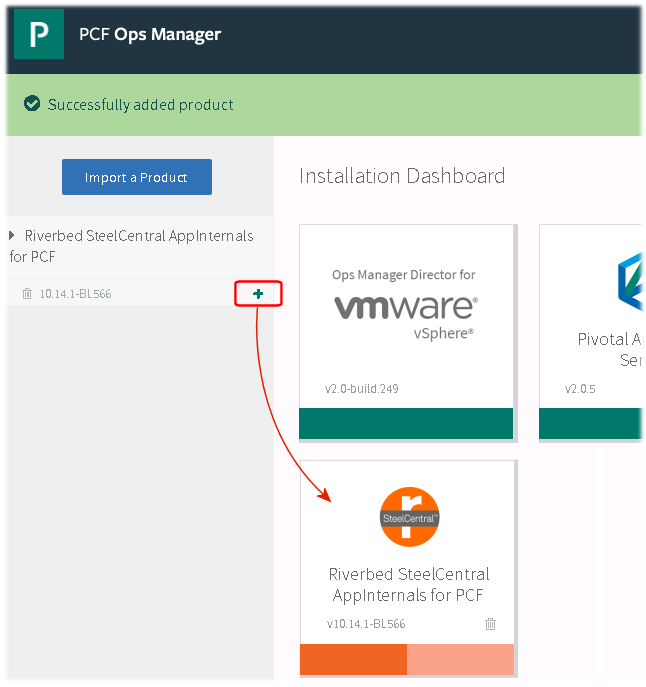 P PCF Ops Manager
Successfully added product
Import a Product
Installation Dashboard
Riverbed SteelCentral AppInternals
for PCF
10.14.1-BL566
Ops Manager Director for
vmware®
vSphere®
v2.0-build.249
Pivotal A
Ser
v2.0.5
r
SteelCentral™
Riverbed SteelCentral
AppInternals for PCF
v10.14.1-BL566